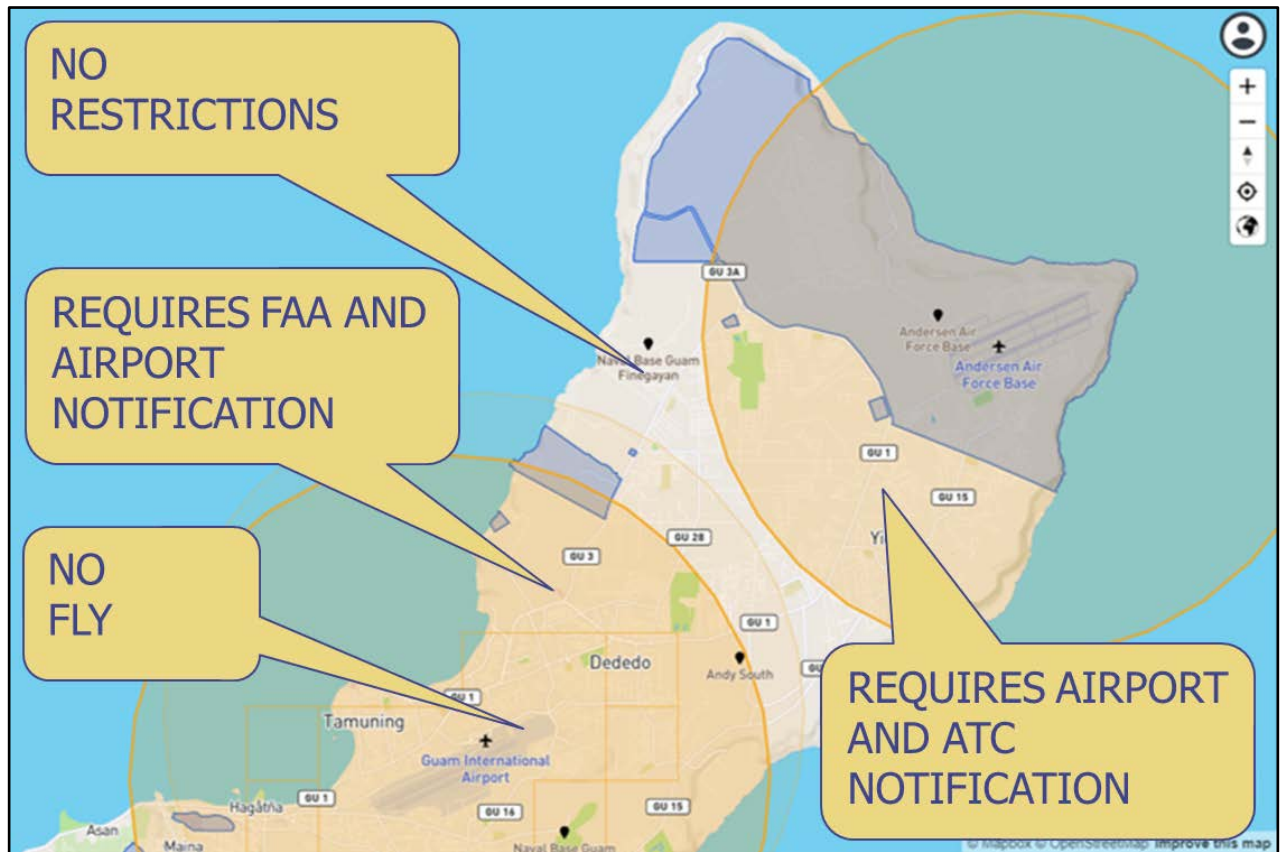 NO
RESTRICTIONS
REQUIRES FAA AND
AIRPORT
NOTIFICATION
NO
FLY
REQUIRES AIRPORT
AND ATC
NOTIFICATION
GU 3A
Andersen Air
Force Base
Andersen Air
Force Base
Naval Base Guam
Finegayan
GU 1
GU 15
Yi
GU 28
GU 3
GU 1
Dededo
Andy South
GU
GU 1
Tamuning
Guam International
Airport
Hagåtña
GU 1
GU 16
GU 15
Asan
Maina
Naval Base Guam
© Mapbox © OpenStreetMap Improve this map